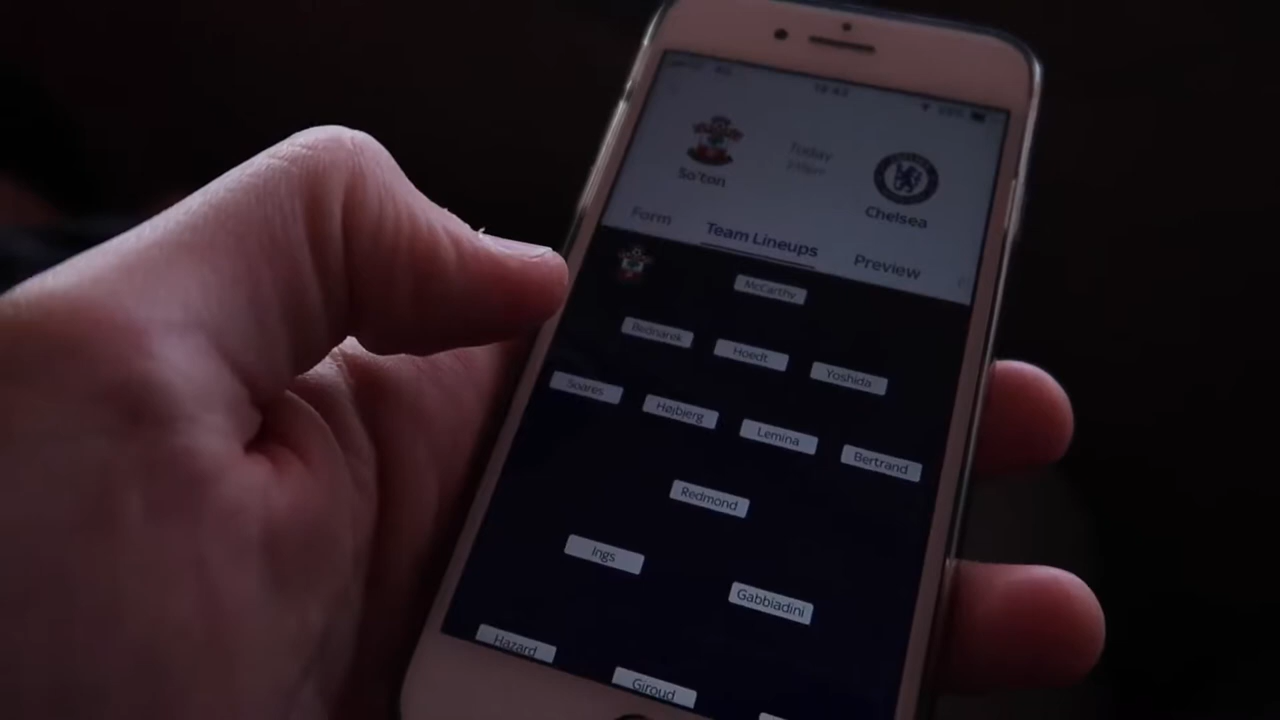 So'ton
Today
Chelsea
Form
Team Lineups
Preview
McCarthy
Bednarek
Hoedt
Yoshida
Soares
Højbjerg
Lemina
Bertrand
Redmond
Ings
Gabbiadini
Hazard
Giroud